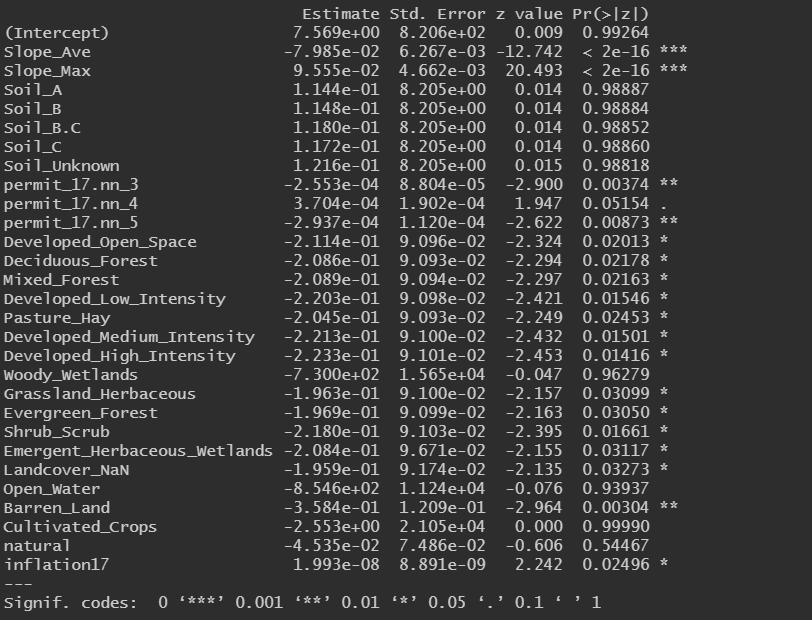 Estimate Std. Error z value Pr(>|z|)
(Intercept) 7.569e+00 8.206e+02 0.009 0.99264
Slope_Ave -7.985e-02 6.267e-03 -12.742 < 2e-16 ***
Slope_Max 9.555e-02 4.662e-03 20.493 < 2e-16 ***
Soil_A 1.144e-01 8.205e+00 0.014 0.98887
Soil_B 1.148e-01 8.205e+00 0.014 0.98884
Soil_B.C 1.180e-01 8.205e+00 0.014 0.98852
Soil_C 1.172e-01 8.205e+00 0.014 0.98860
Soil_Unknown 1.216e-01 8.205e+00 0.015 0.98818
permit_17.nn_3 -2.553e-04 8.804e-05 -2.900 0.00374 **
permit_17.nn_4 3.704e-04 1.902e-04 1.947 0.05154 .
permit_17.nn_5 -2.937e-04 1.120e-04 -2.622 0.00873 **
Developed_Open_Space -2.114e-01 9.096e-02 -2.324 0.02013 *
Deciduous_Forest -2.086e-01 9.093e-02 -2.294 0.02178 *
Mixed_Forest -2.089e-01 9.094e-02 -2.297 0.02163 *
Developed_Low_Intensity -2.203e-01 9.098e-02 -2.421 0.01546 *
Pasture_Hay -2.045e-01 9.093e-02 -2.249 0.02453 *
Developed_Medium_Intensity -2.213e-01 9.100e-02 -2.432 0.01501 *
Developed_High_Intensity -2.233e-01 9.101e-02 -2.453 0.01416 *
Woody_Wetlands -7.300e+02 1.565e+04 -0.047 0.96279
Grassland_Herbaceous -1.963e-01 9.100e-02 -2.157 0.03099 *
Evergreen_Forest -1.969e-01 9.099e-02 -2.163 0.03050 *
Shrub_Scrub -2.180e-01 9.103e-02 -2.395 0.01661 *
Emergent_Herbaceous_Wetlands -2.084e-01 9.671e-02 -2.155 0.03117 *
Landcover_NaN -1.959e-01 9.174e-02 -2.135 0.03273 *
Open_Water -8.546e+02 1.124e+04 -0.076 0.93937
Barren_Land -3.584e-01 1.209e-01 -2.964 0.00304 **
Cultivated_Crops -2.553e+00 2.105e+04 0.000 0.99990
natural -4.535e-02 7.486e-02 -0.606 0.54467
inflation17 1.993e-08 8.891e-09 2.242 0.02496 *
---
Signif. codes: 0 ‘***’ 0.001 ‘**’ 0.01 ‘*’ 0.05 ‘.’ 0.1 ‘ ’ 1